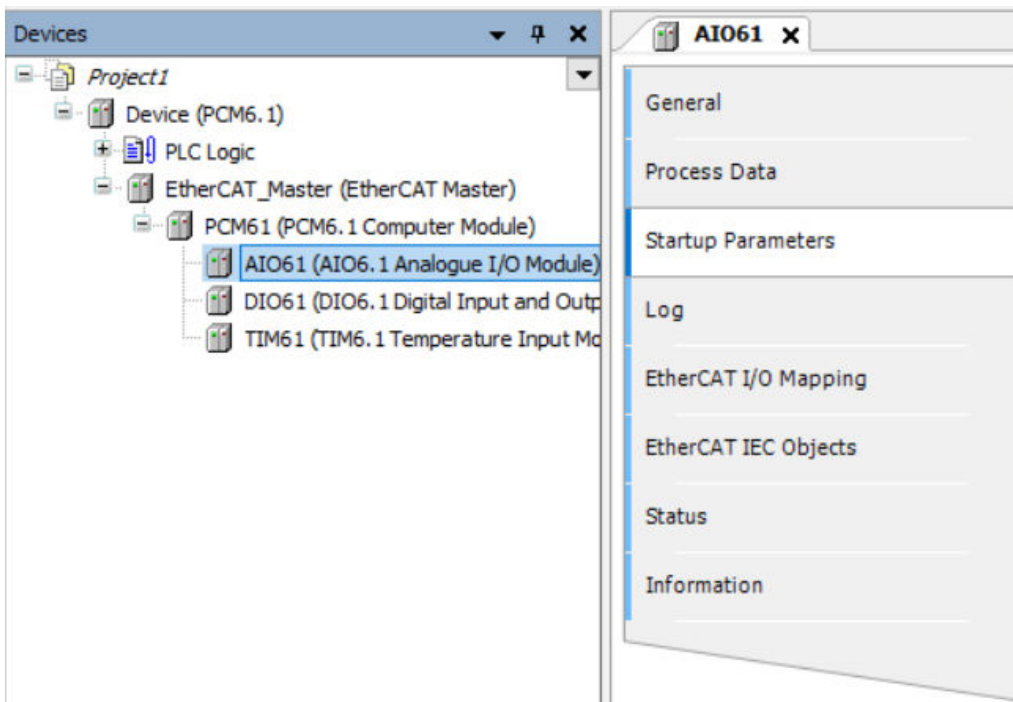 Devices
Project1
Device (PCM6.1)
PLC Logic
EtherCAT_Master (EtherCAT Master)
PCM61 (PCM6.1 Computer Module)
AIO61 (AIO6.1 Analogue I/O Module)
DIO61 (DIO6.1 Digital Input and Outp
TIM61 (TIM6.1 Temperature Input Mo
AIO61
General
Process Data
Startup Parameters
Log
EtherCAT I/O Mapping
EtherCAT IEC Objects
Status
Information